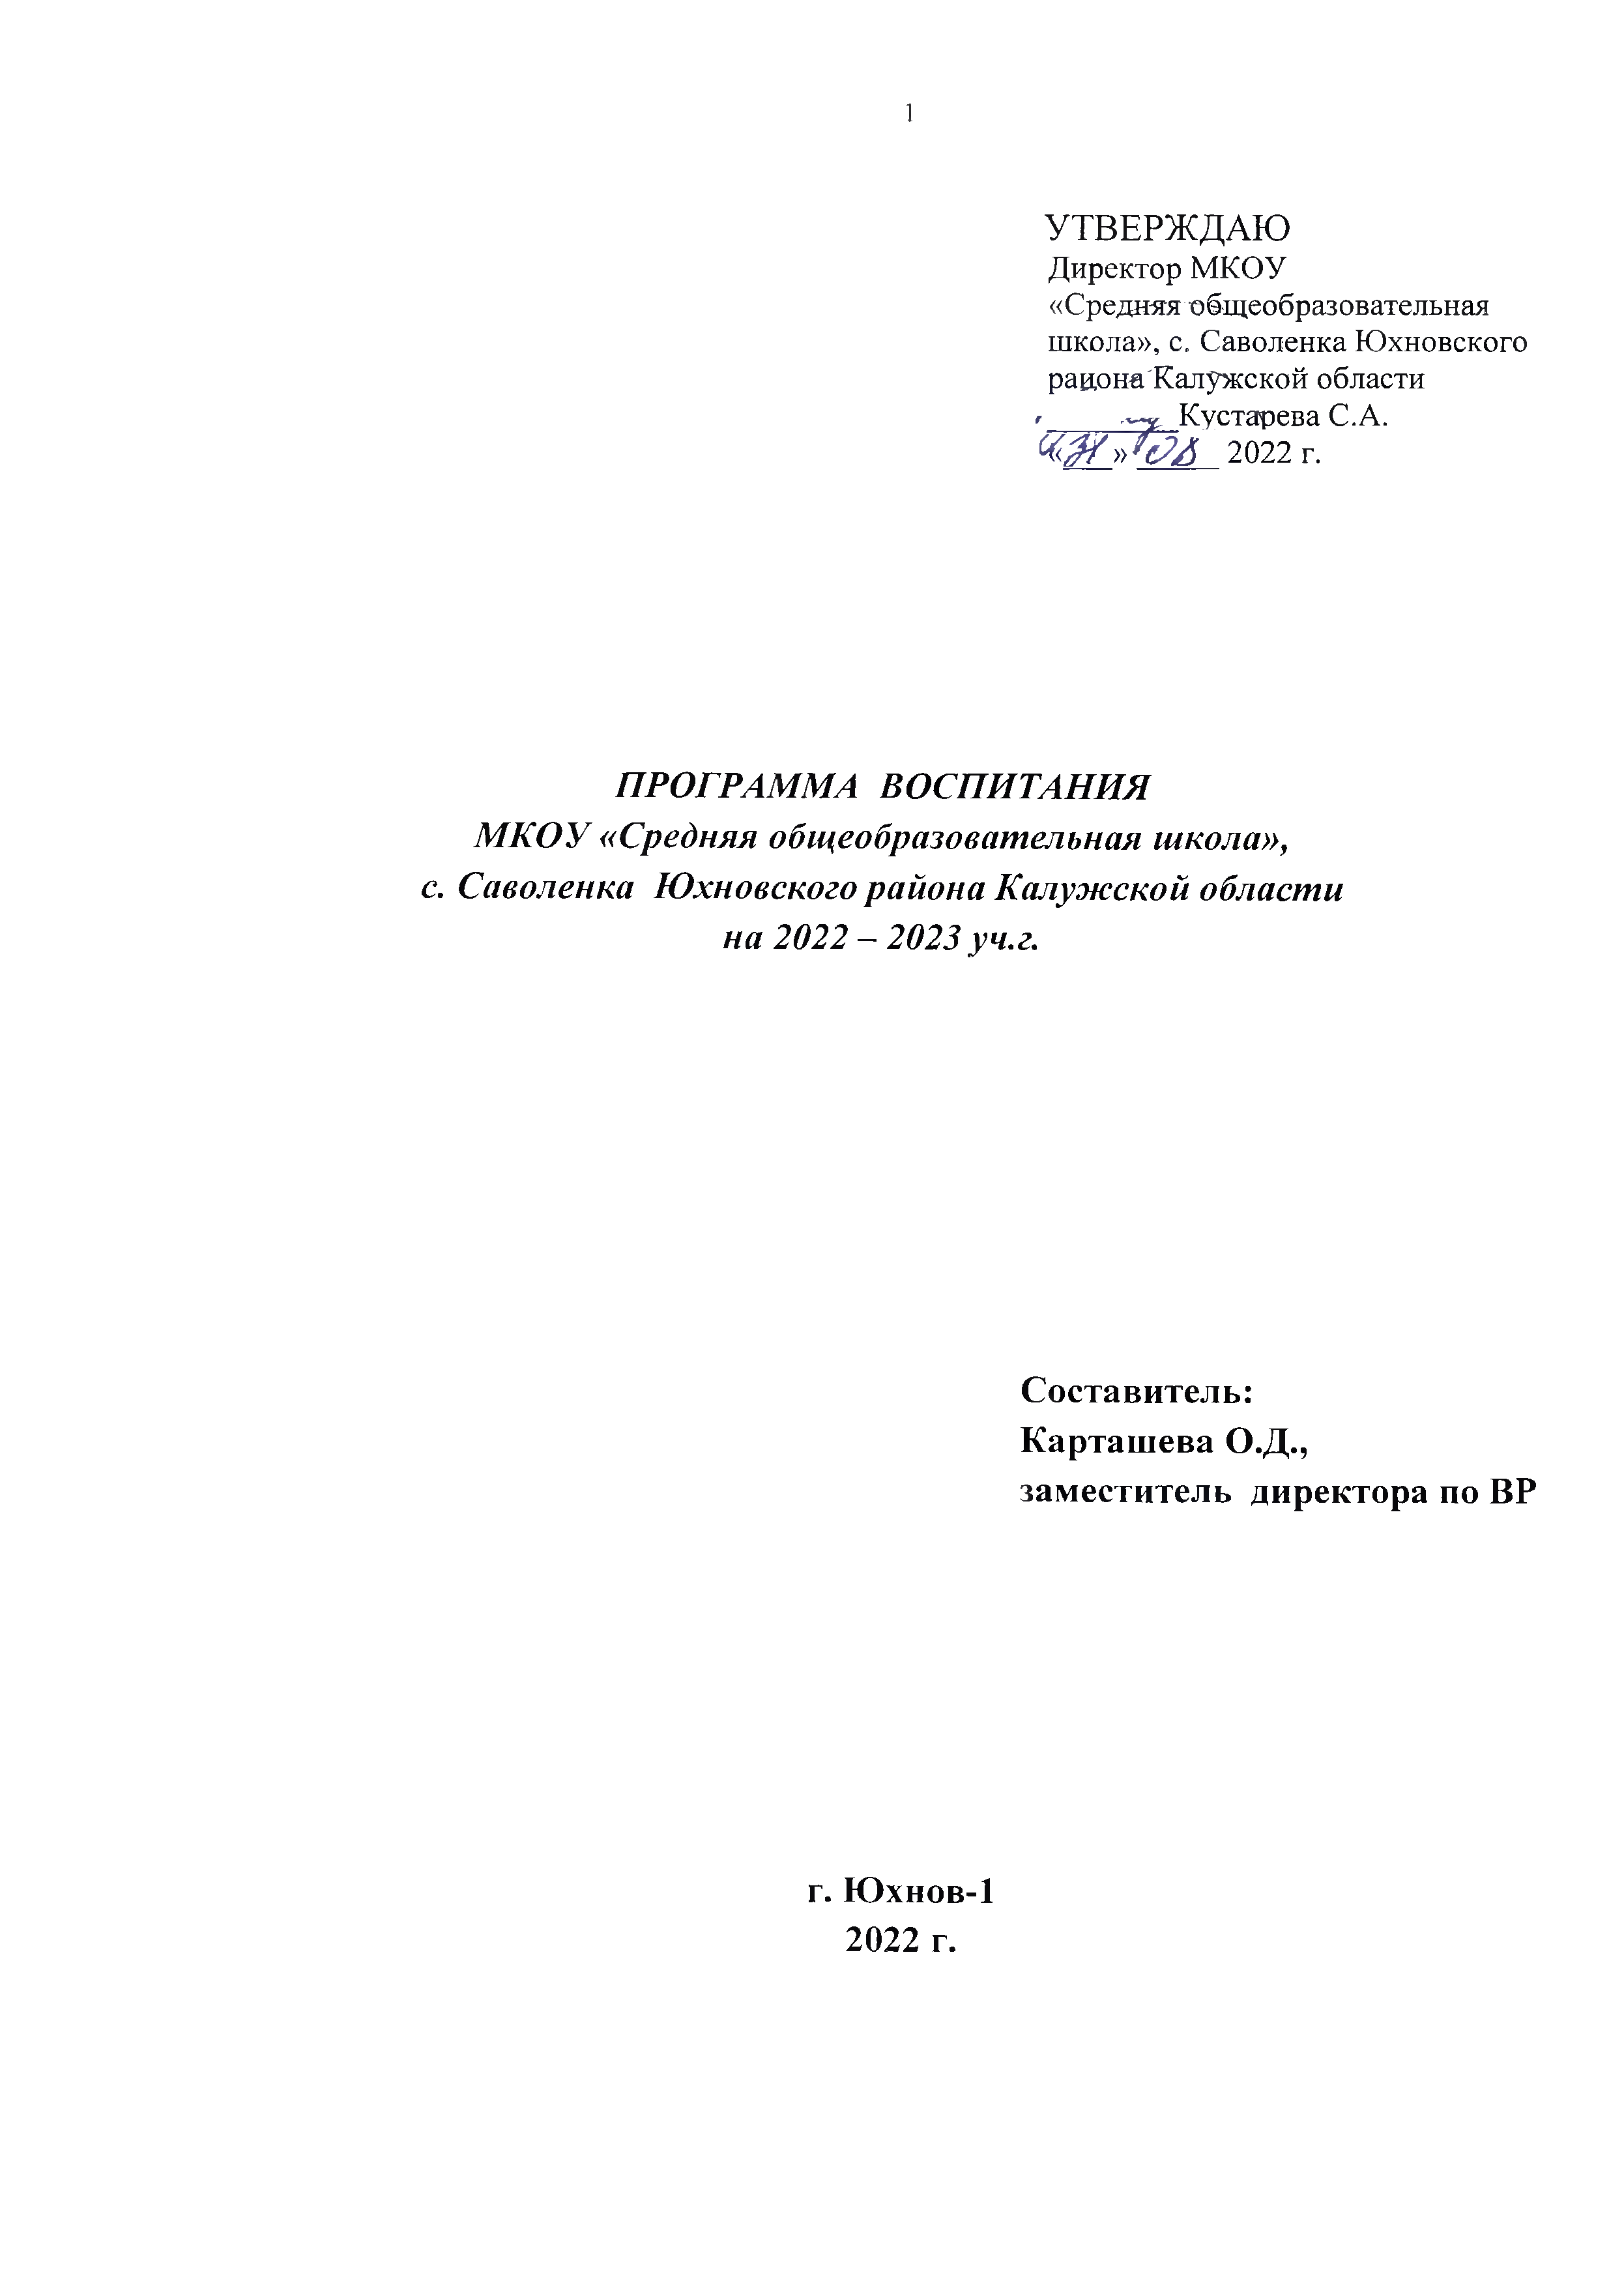 1
УТВЕРЖДАЮ
Директор МКОУ
«Средняя общеобразовательная
школа», с. Саволенка Юхновского
района Калужской области
Кустарева С.А.
«31» 08 2022 г.
ПРОГРАММА ВОСПИТАНИЯ
МКОУ «Средняя общеобразовательная школа»,
с. Саволенка Юхновского района Калужской области
на 2022 – 2023 уч.г.
Составитель:
Карташева О.Д.,
заместитель директора по ВР
г. Юхнов-1
2022 г.